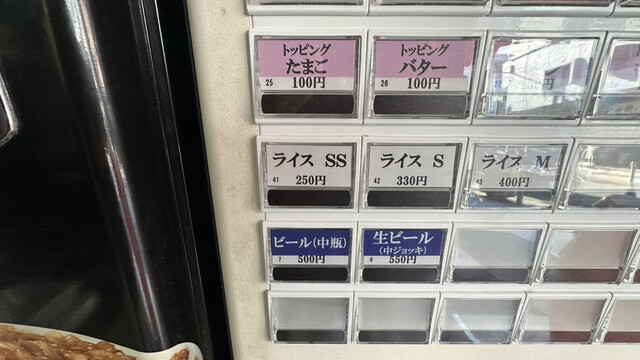 トッピング
たまご
25 100円
トッピング
バター
26 100円
ライス SS
41 250円
ライス S
42 330円
ライス M
43 400円
ビール(中瓶)
7 500円
生ビール
(中ジョッキ)
8 550円